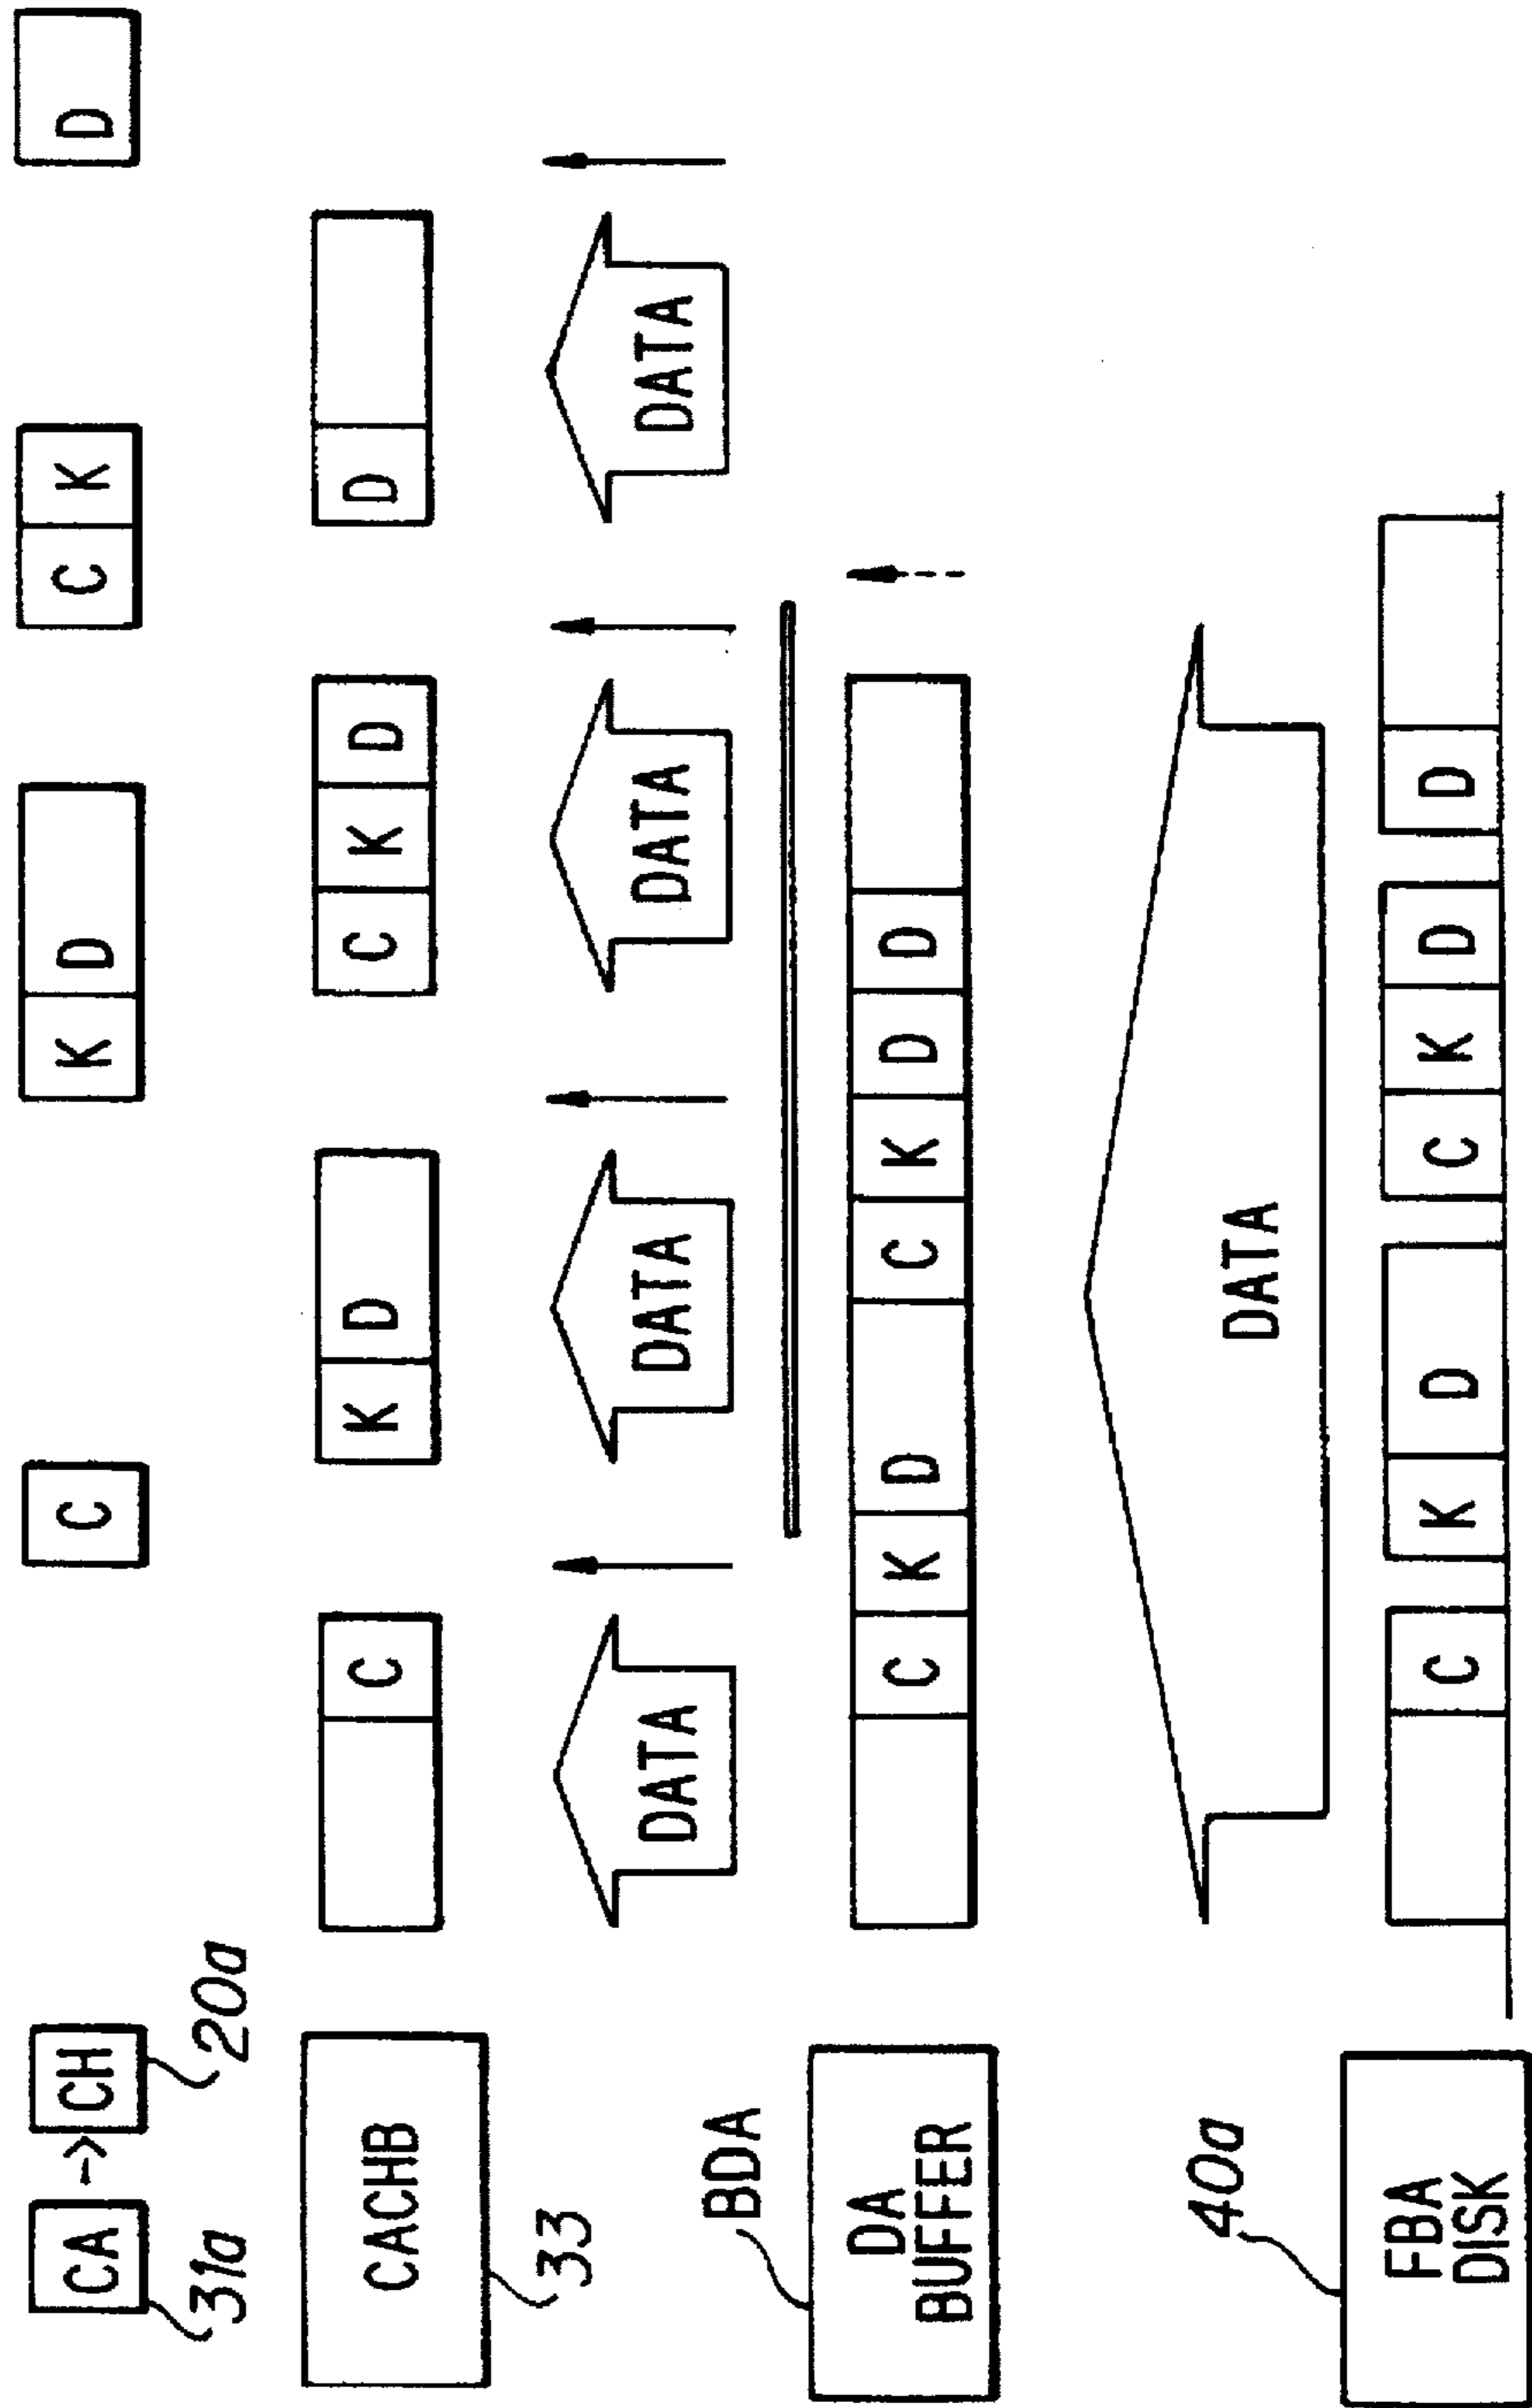 CA -> CH C K D C K D
31a 20a
CACHB C K D C K D D
33
DATA DATA DATA DATA
BDA
DA
BUFFER C K D C K D D
40a DATA
FBA
DISK C K D C K D D